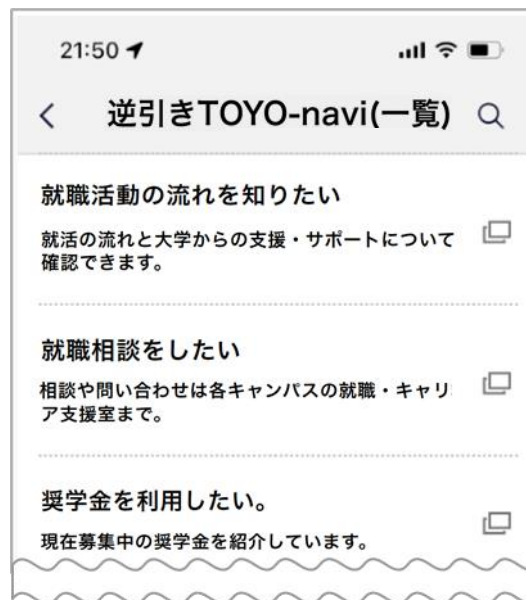 21:50
逆引きTOYO-navi(一覧)
就職活動の流れを知りたい
就活の流れと大学からの支援・サポートについて
確認できます。
就職相談をしたい
相談や問い合わせは各キャンパスの就職・キャリ
ア支援室まで。
奨学金を利用したい。
現在募集中の奨学金を紹介しています。